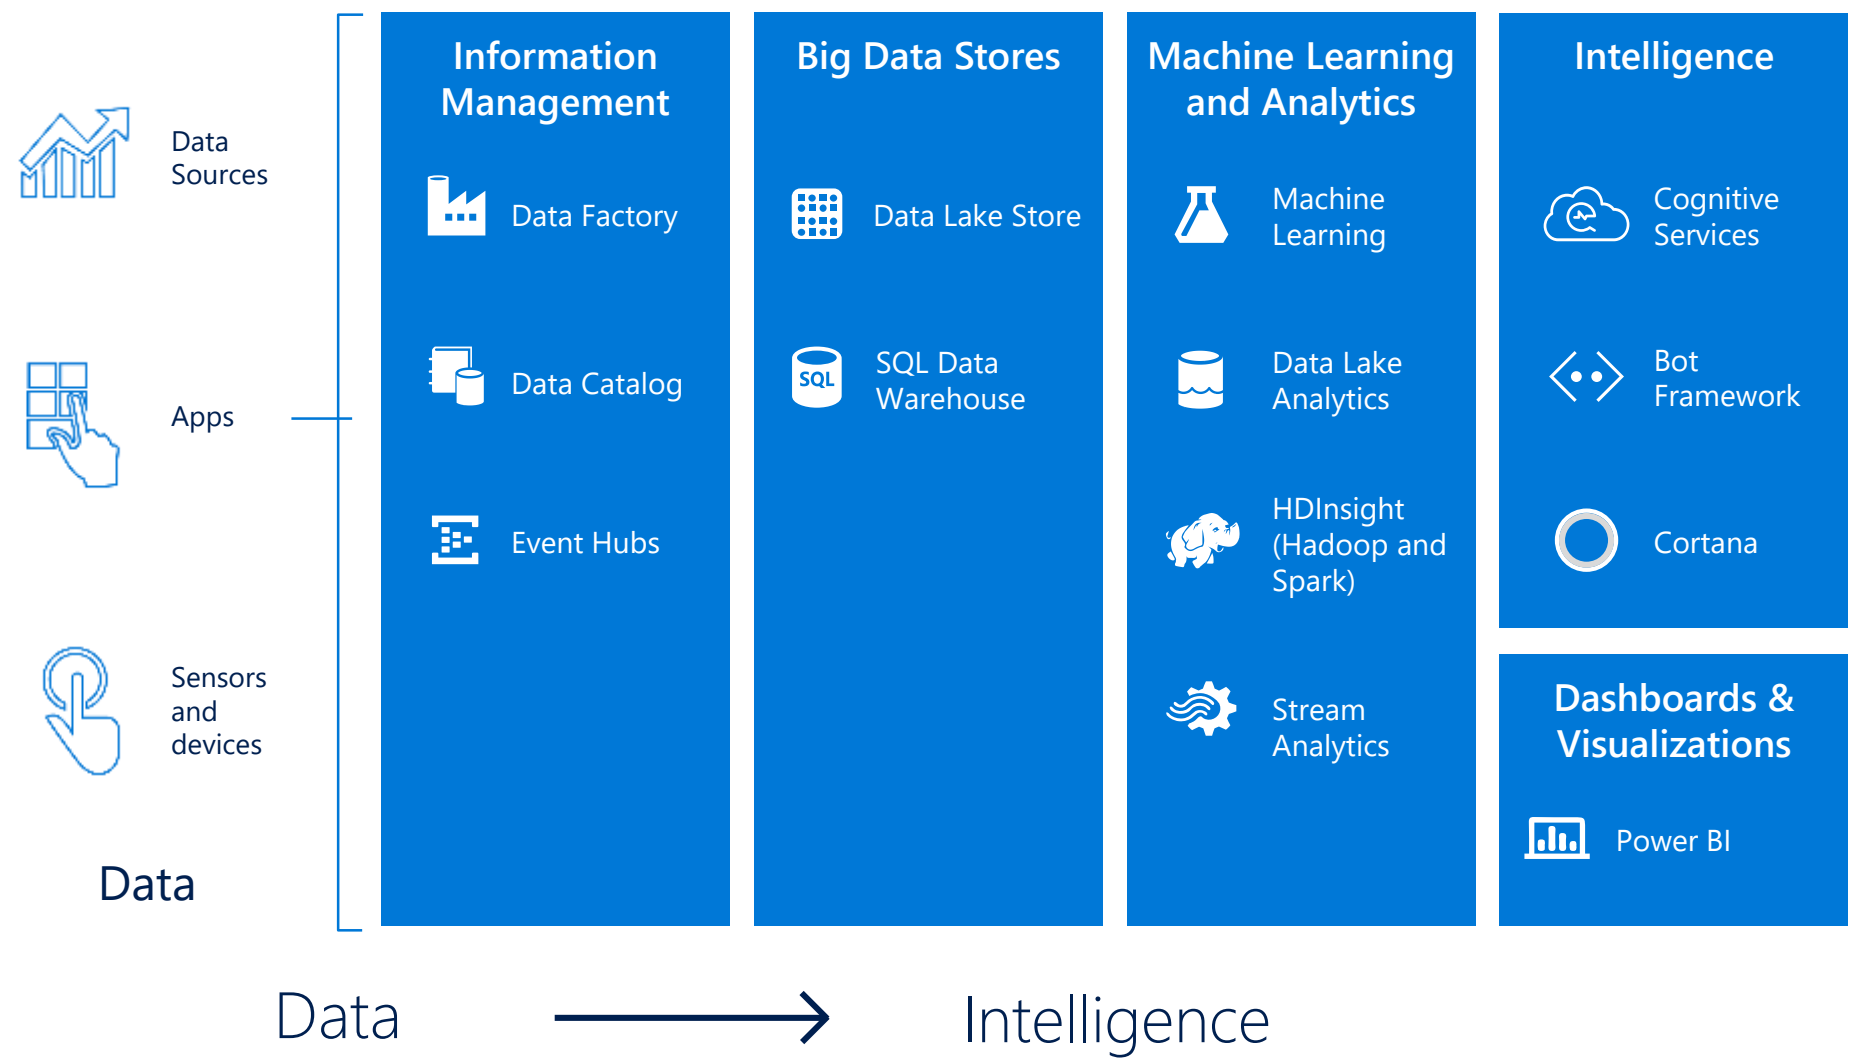 Data
Sources
Apps
Sensors
and
devices
Data
Information
Management
Data Factory
Data Catalog
Event Hubs
Big Data Stores
Data Lake Store
SQL
SQL Data
Warehouse
Machine Learning
and Analytics
Machine
Learning
Data Lake
Analytics
HDInsight
(Hadoop and
Spark)
Stream
Analytics
Intelligence
Cognitive
Services
Bot
Framework
Cortana
Dashboards &
Visualizations
Power BI
Data
Intelligence